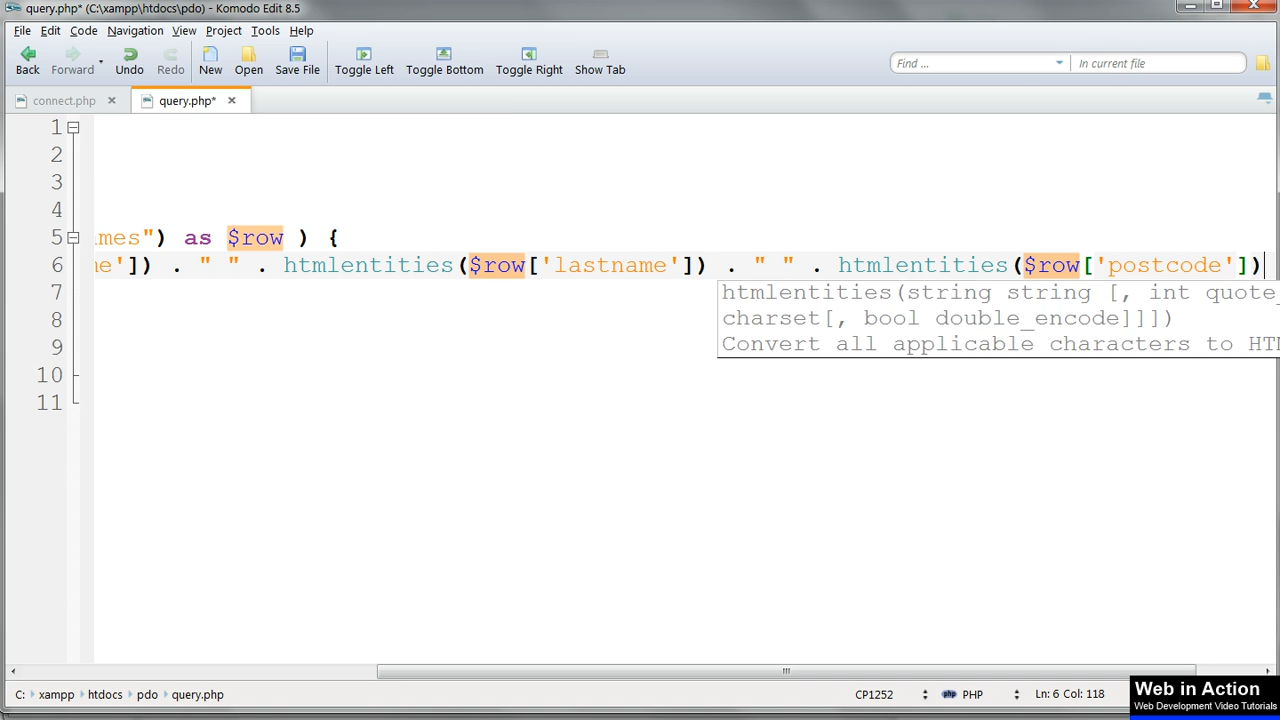 query.php* (C:\xampp\htdocs\pdo) - Komodo Edit 8.5
File Edit Code Navigation View Project Tools Help
Back Forward Undo Redo New Open Save File Toggle Left Toggle Bottom Toggle Right Show Tab Find ... In current file
connect.php query.php*
1
2
3
4
5 mes") as $row ) {
6 e']) . " " . htmlentities($row['lastname']) . " " . htmlentities($row['postcode'])
7 htmlentities(string string [, int quote_
8 charset[, bool double_encode]]])
9 Convert all applicable characters to HT
10
11
C: xampp htdocs pdo query.php CP1252 php PHP Ln: 6 Col: 118
Web in Action
Web Development Video Tutorials